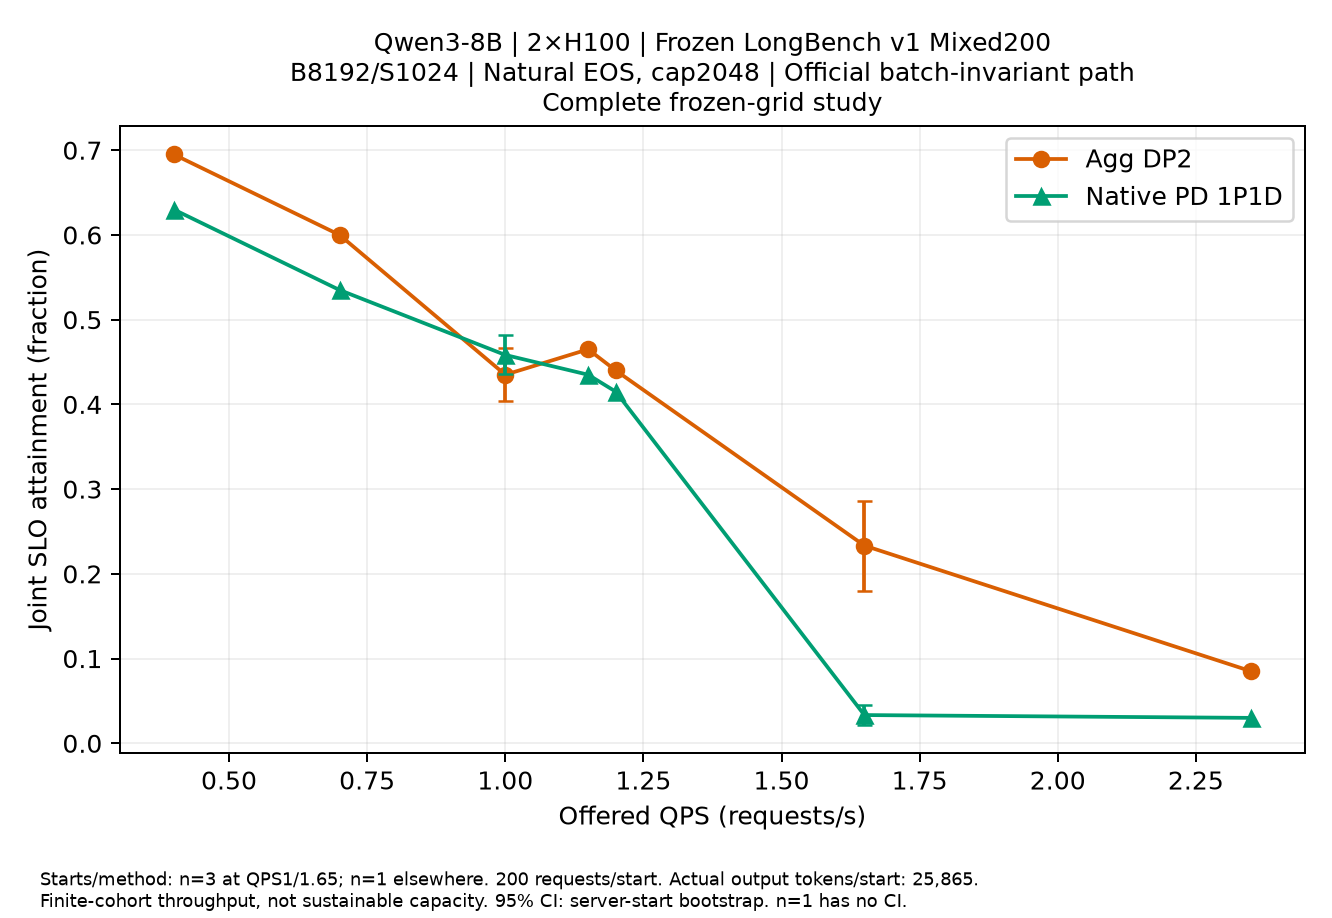 Qwen3-8B | 2×H100 | Frozen LongBench v1 Mixed200
B8192/S1024 | Natural EOS, cap2048 | Official batch-invariant path
Complete frozen-grid study
Agg DP2
Native PD 1P1D
Joint SLO attainment (fraction)
0.7
0.6
0.5
0.4
0.3
0.2
0.1
0.0
0.50 0.75 1.00 1.25 1.50 1.75 2.00 2.25
Offered QPS (requests/s)
Starts/method: n=3 at QPS1/1.65; n=1 elsewhere. 200 requests/start. Actual output tokens/start: 25,865.
Finite-cohort throughput, not sustainable capacity. 95% CI: server-start bootstrap. n=1 has no CI.